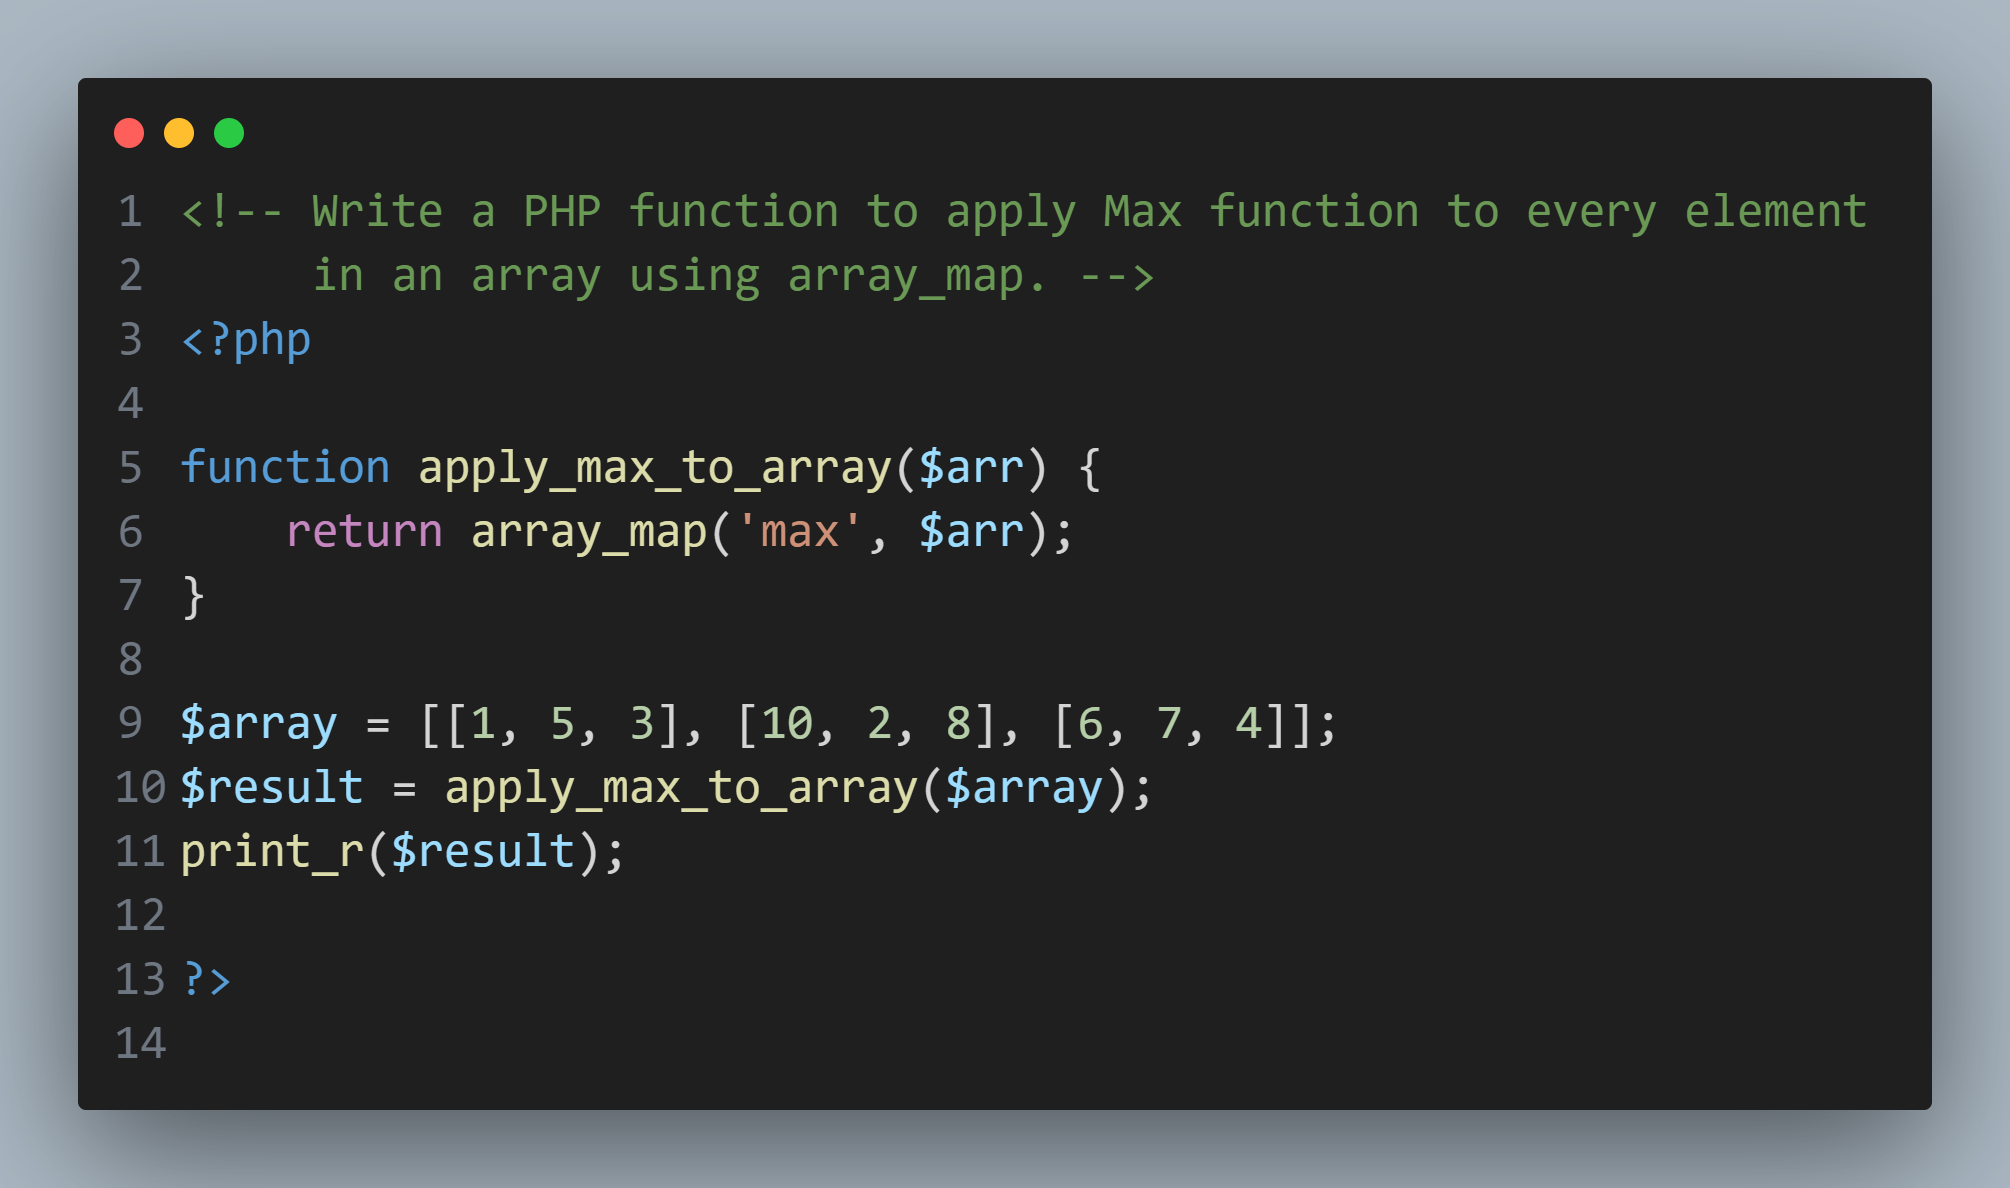 1 <!-- Write a PHP function to apply Max function to every element
2      in an array using array_map. -->
3 <?php
4
5 function apply_max_to_array($arr) {
6     return array_map('max', $arr);
7 }
8
9 $array = [[1, 5, 3], [10, 2, 8], [6, 7, 4]];
10 $result = apply_max_to_array($array);
11 print_r($result);
12
13 ?>
14